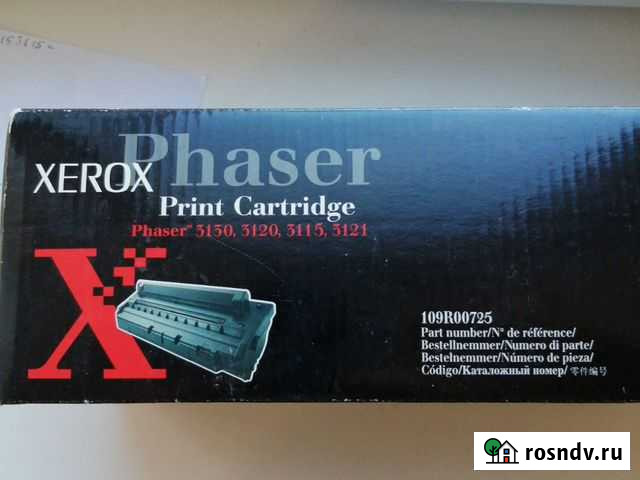 Phaser
XEROX
Print Cartridge
Phaser™ 3130, 3120, 3115, 3121
109R00725
Part number/N° de référence/
Bestellnemmer/Numero di parte/
Bestelnemmer/Número de pieza/
Código/Каталожный номер/零件编号
rosndv.ru